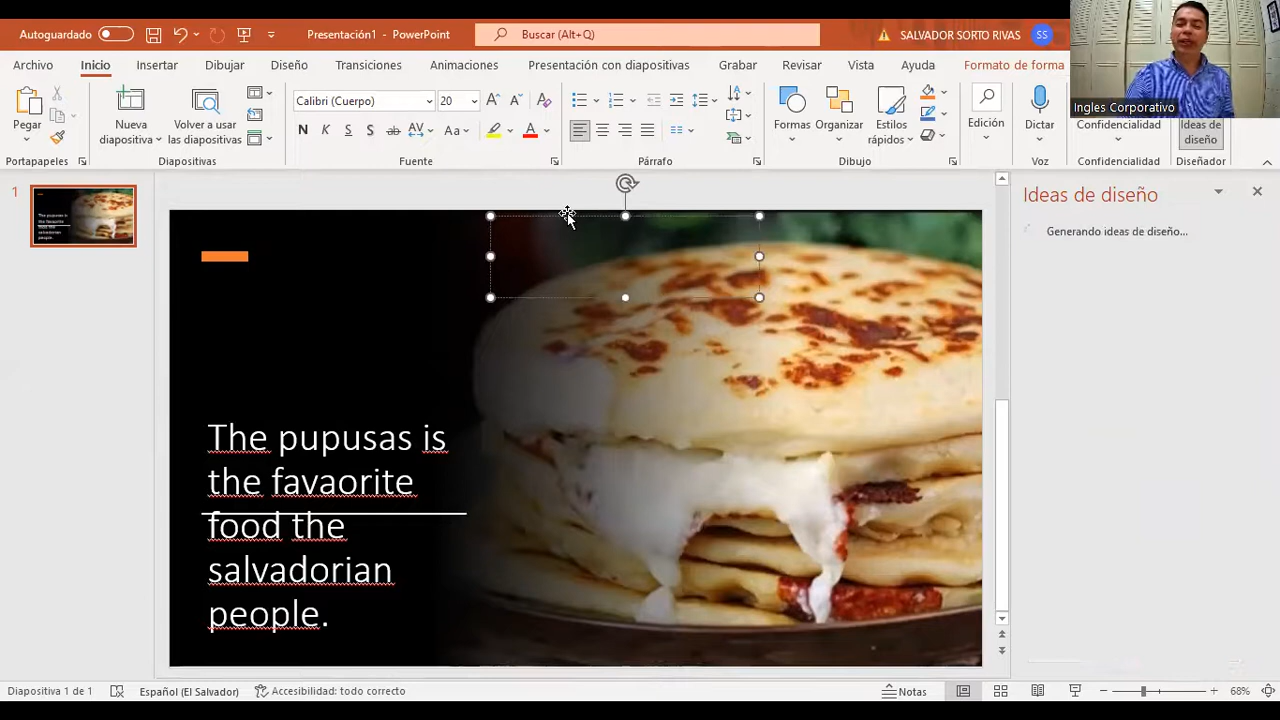 Autoguardado
Presentación1 - PowerPoint
Buscar (Alt+Q)
SALVADOR SORTO RIVAS
SS
Archivo
Inicio
Insertar
Dibujar
Diseño
Transiciones
Animaciones
Presentación con diapositivas
Grabar
Revisar
Vista
Ayuda
Formato de forma
Ingles Corporativo
Pegar
Nueva diapositiva
Volver a usar las diapositivas
Calibri (Cuerpo)
20
N K S S ab AV Aa
A
Formas
Organizar
Estilos rápidos
Edición
Dictar
Confidencialidad
Ideas de diseño
Portapapeles
Diapositivas
Fuente
Párrafo
Dibujo
Voz
Confidencialidad
Diseñador
1
Ideas de diseño
Generando ideas de diseño...
The pupusas is
the favaorite
food the
salvadorian
people.
Diapositiva 1 de 1
Español (El Salvador)
Accesibilidad: todo correcto
Notas
68%